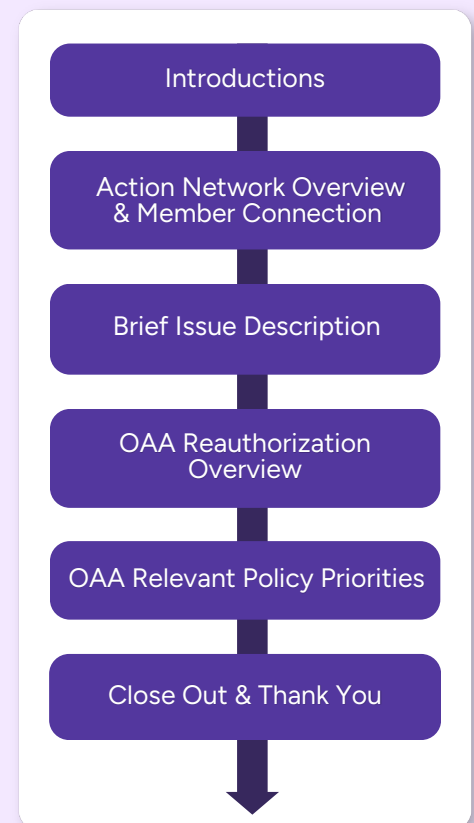 Introductions
Action Network Overview
& Member Connection
Brief Issue Description
OAA Reauthorization
Overview
OAA Relevant Policy Priorities
Close Out & Thank You